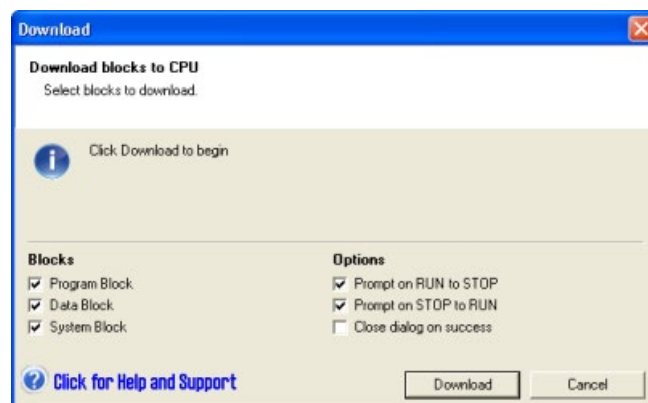 Download
Download blocks to CPU
Select blocks to download.
Click Download to begin
Blocks
Program Block
Data Block
System Block
Options
Prompt on RUN to STOP
Prompt on STOP to RUN
Close dialog on success
Click for Help and Support
Download
Cancel